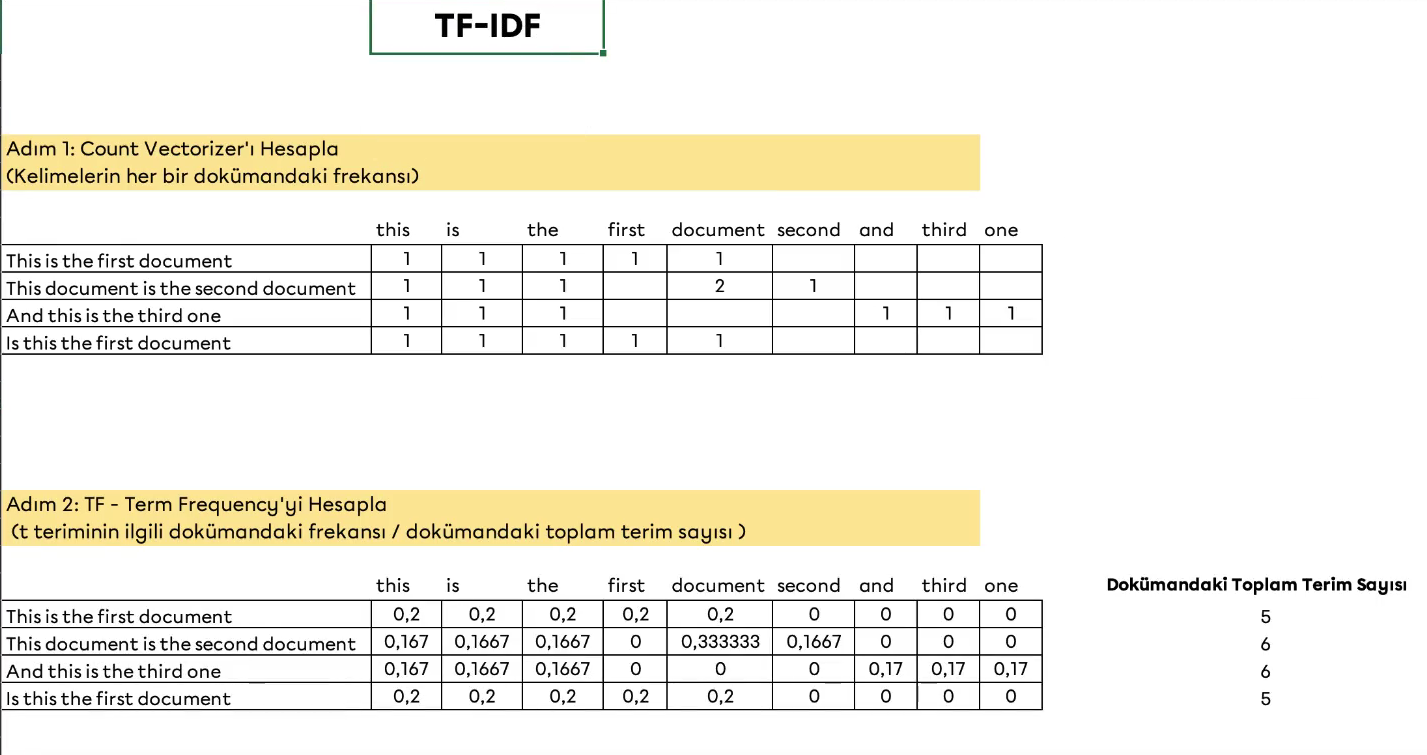 TF-IDF
Adım 1: Count Vectorizer'ı Hesapla
(Kelimelerin her bir dokümandaki frekansı)
this is the first document second and third one
This is the first document 1 1 1 1 1
This document is the second document 1 1 1 2 1
And this is the third one 1 1 1 1 1 1
Is this the first document 1 1 1 1 1
Adım 2: TF - Term Frequency'yi Hesapla
(t teriminin ilgili dokümandaki frekansı / dokümandaki toplam terim sayısı )
this is the first document second and third one Dokümandaki Toplam Terim Sayısı
This is the first document 0,2 0,2 0,2 0,2 0,2 0 0 0 0 5
This document is the second document 0,167 0,1667 0,1667 0 0,333333 0,1667 0 0 0 6
And this is the third one 0,167 0,1667 0,1667 0 0 0 0,17 0,17 0,17 6
Is this the first document 0,2 0,2 0,2 0,2 0,2 0 0 0 0 5